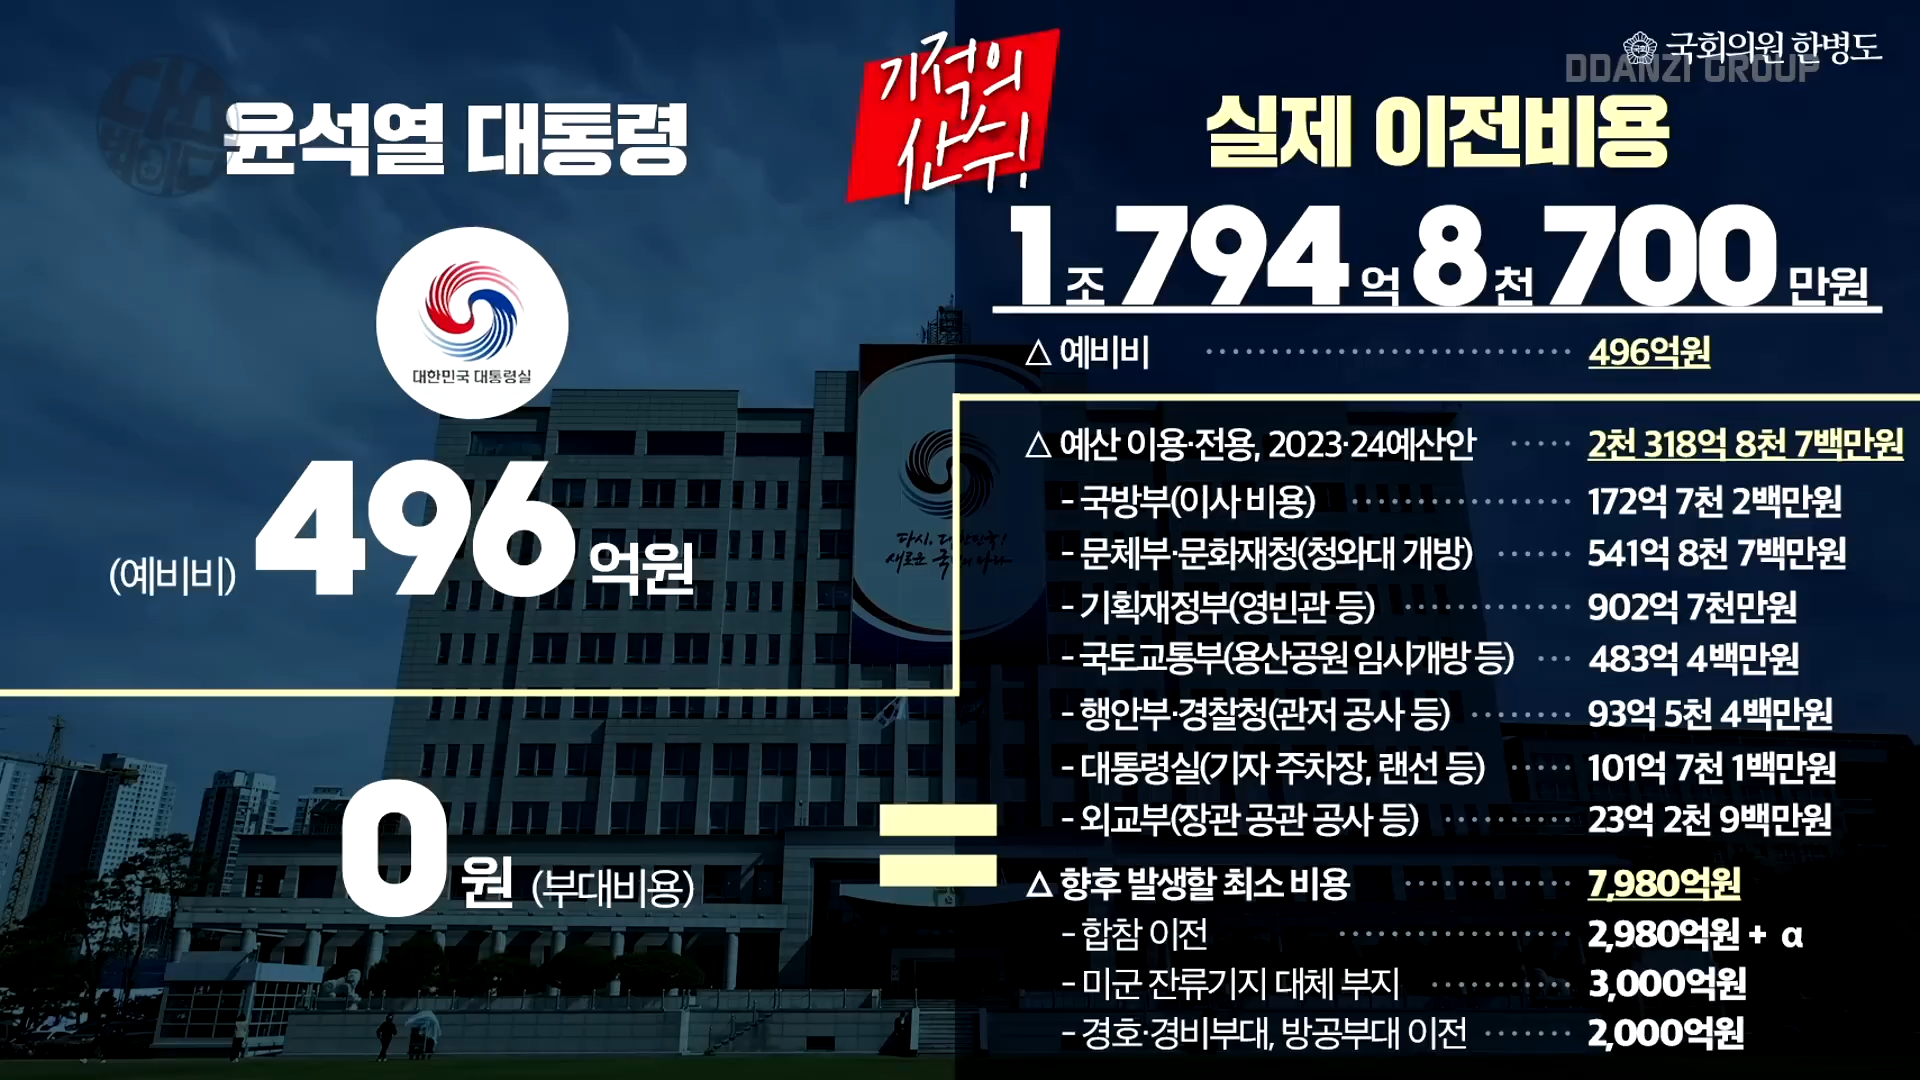 국회의원 한병도
DDANZI GROUP
기적의
산수!
윤석열 대통령
대한민국 대통령실
(예비비) 496억원
0원 (부대비용)
실제 이전비용
1조 794억 8천 700만원
△ 예비비 496억원
△ 예산 이용·전용, 2023·24예산안 2천 318억 8천 7백만원
- 국방부(이사 비용) 172억 7천 2백만원
- 문체부·문화재청(청와대 개방) 541억 8천 7백만원
- 기획재정부(영빈관 등) 902억 7천만원
- 국토교통부(용산공원 임시개방 등) 483억 4백만원
- 행안부·경찰청(관저 공사 등) 93억 5천 4백만원
- 대통령실(기자 주차장, 랜선 등) 101억 7천 1백만원
- 외교부(장관 공관 공사 등) 23억 2천 9백만원
=
△ 향후 발생할 최소 비용 7,980억원
- 합참 이전 2,980억원 + α
- 미군 잔류기지 대체 부지 3,000억원
- 경호·경비부대, 방공부대 이전 2,000억원
다시, 대한민국!
새로운 국민의 나라